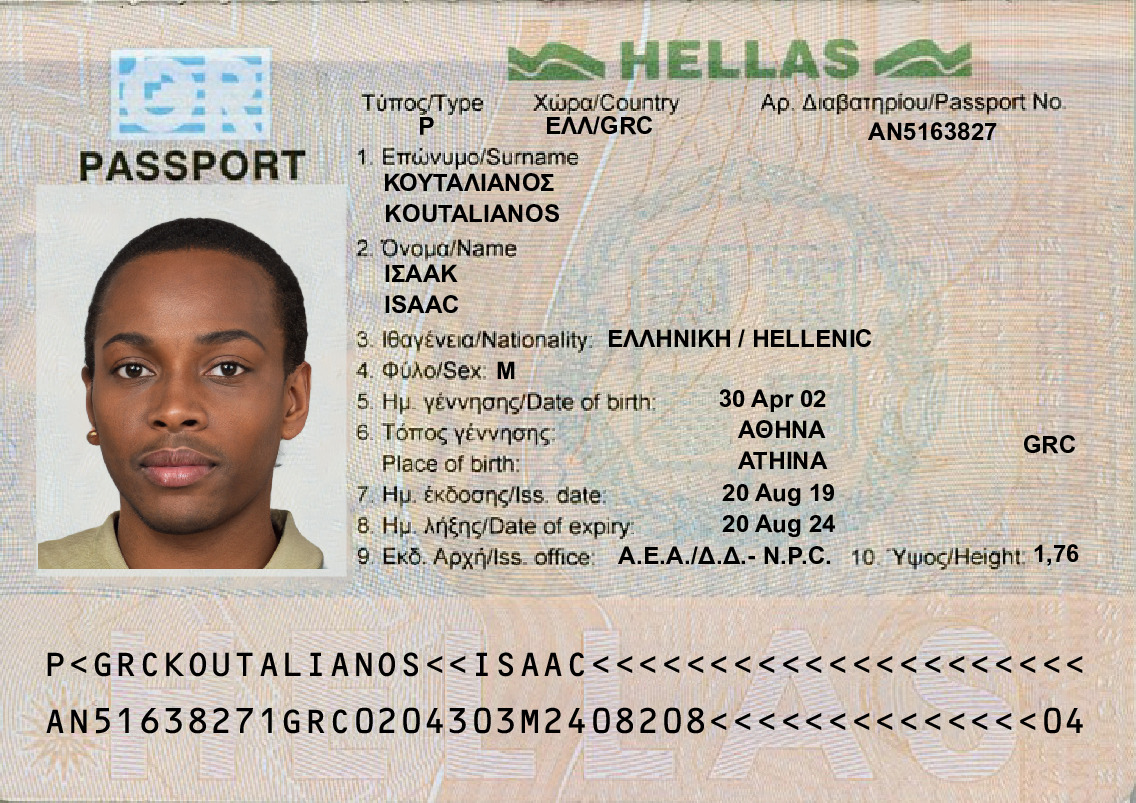 GR
HELLAS
PASSPORT
Τύπος/Type Χώρα/Country Αρ. Διαβατηρίου/Passport No.
P ΕΛΛ/GRC AN5163827
1. Επώνυμο/Surname
ΚΟΥΤΑΛΙΑΝΟΣ
KOUTALIANOS
2. Όνομα/Name
ΙΣΑΑΚ
ISAAC
3. Ιθαγένεια/Nationality: ΕΛΛΗΝΙΚΗ / HELLENIC
4. Φύλο/Sex: M
5. Ημ. γέννησης/Date of birth: 30 Apr 02
6. Τόπος γέννησης: ΑΘΗΝΑ
Place of birth: ATHINA GRC
7. Ημ. έκδοσης/Iss. date: 20 Aug 19
8. Ημ. λήξης/Date of expiry: 20 Aug 24
9. Εκδ. Αρχή/Iss. office: Α.Ε.Α./Δ.Δ.- N.P.C. 10. Ύψος/Height: 1,76
HELLAS
P<GRCKOUTALIANOS<<ISAAC<<<<<<<<<<<<<<<<<<<<<
AN51638271GRC0204303M2408208<<<<<<<<<<<<<<04